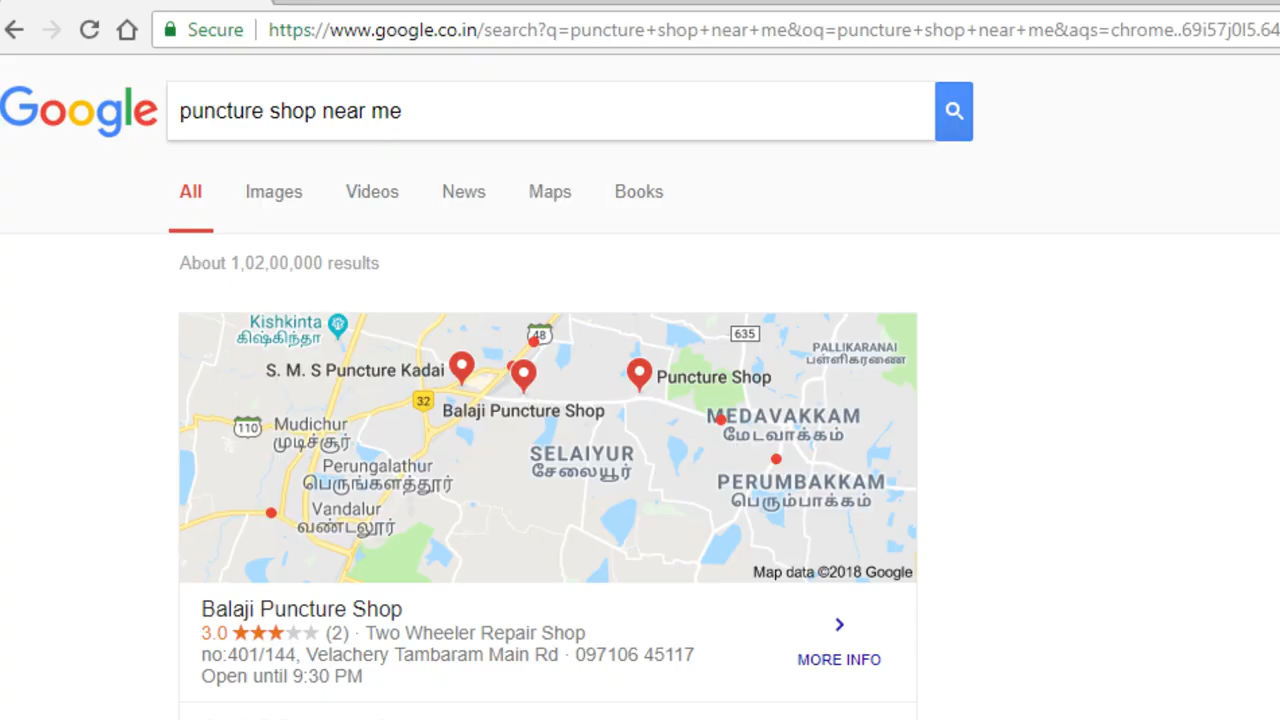 Secure
https://www.google.co.in/search?q=puncture+shop+near+me&oq=puncture+shop+near+me&aqs=chrome..69i57j0l5.64
Google
puncture shop near me
All Images Videos News Maps Books
About 1,02,00,000 results
Kishkinta
கிஷ்கிந்தா
48
635
PALLIKARANAI
பள்ளிகரணை
S. M. S Puncture Kadai
Puncture Shop
32
Balaji Puncture Shop
110
Mudichur
முடிச்சூர்
MEDAVAKKAM
மேடவாக்கம்
SELAIYUR
சேலையூர்
Perungalathur
பெருங்களத்தூர்
PERUMBAKKAM
பெரும்பாக்கம்
Vandalur
வண்டலூர்
Map data ©2018 Google
Balaji Puncture Shop
3.0 ★★★★★ (2) · Two Wheeler Repair Shop
no:401/144, Velachery Tambaram Main Rd · 097106 45117
Open until 9:30 PM
MORE INFO